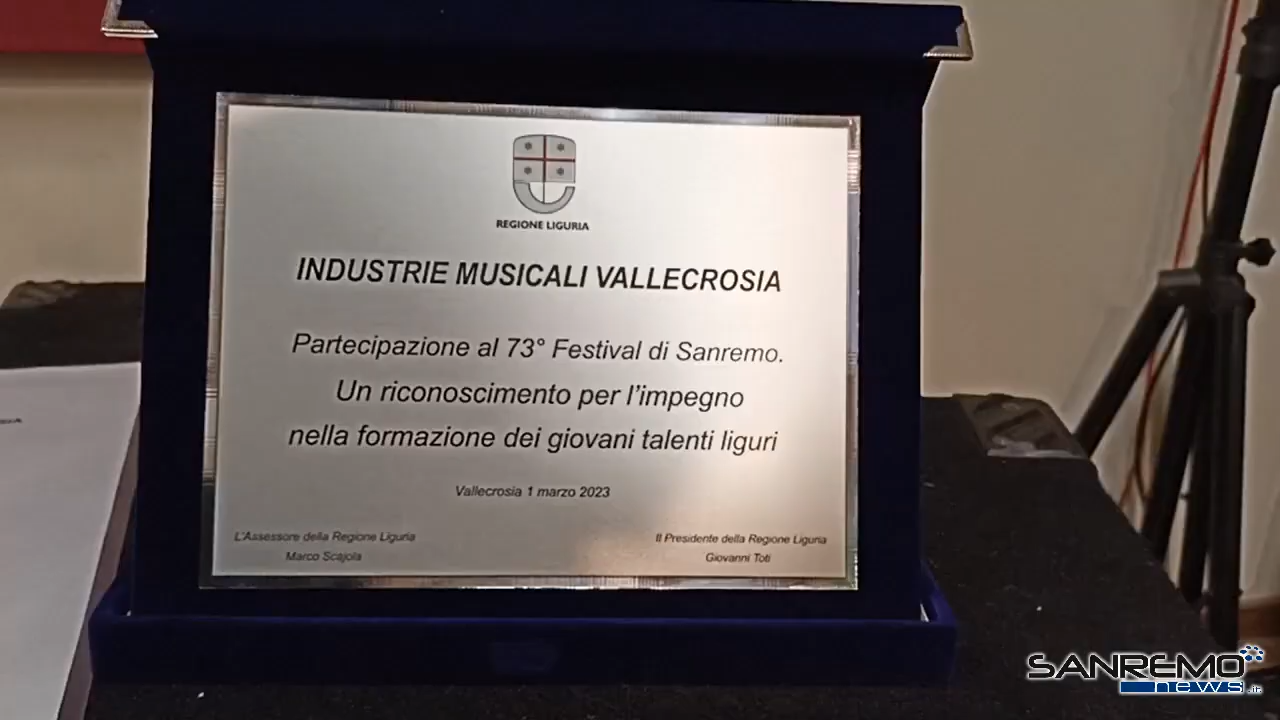 REGIONE LIGURIA
INDUSTRIE MUSICALI VALLECROSIA
Partecipazione al 73° Festival di Sanremo.
Un riconoscimento per l'impegno
nella formazione dei giovani talenti liguri
Vallecrosia 1 marzo 2023
L'Assessore della Regione Liguria
Marco Scajola
Il Presidente della Regione Liguria
Giovanni Toti
SANREMO
news.it